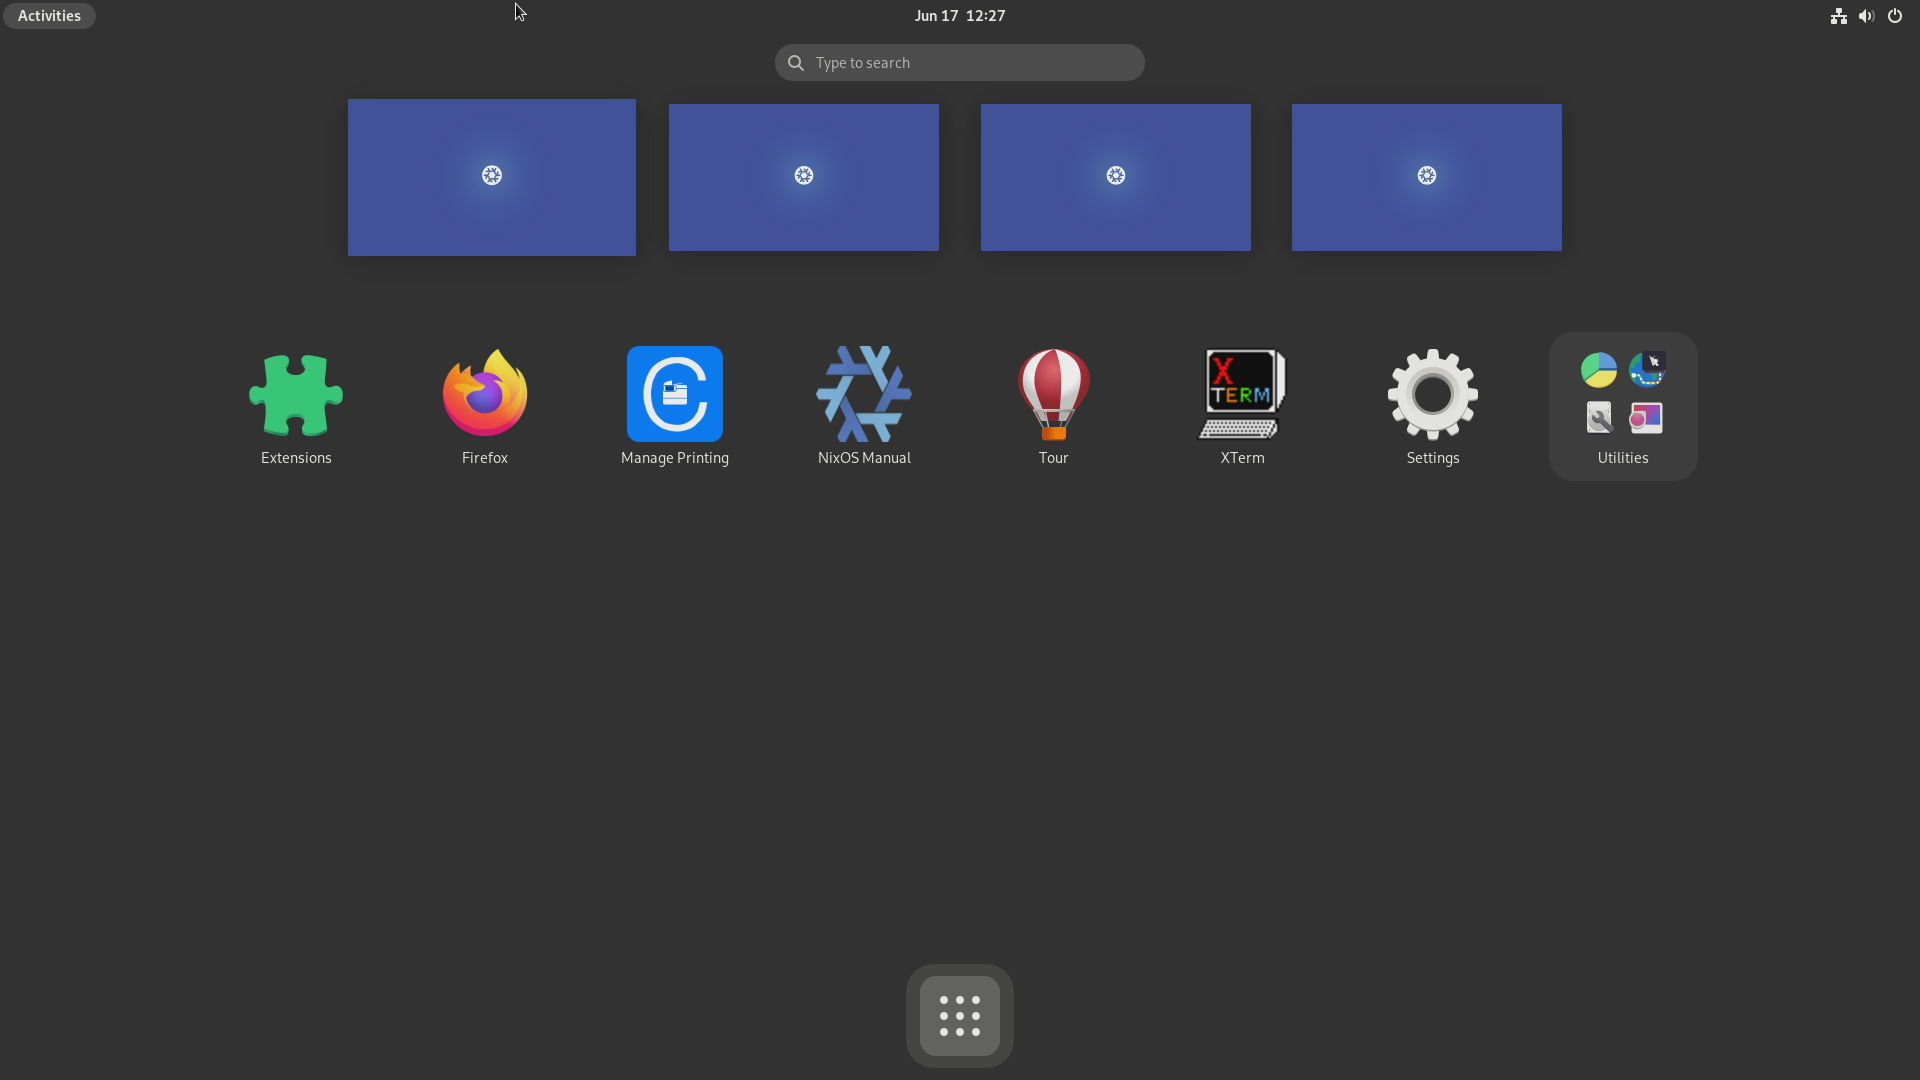 Activities
Jun 17 12:27
Type to search
Extensions
Firefox
Manage Printing
NixOS Manual
Tour
X TERM
XTerm
Settings
Utilities